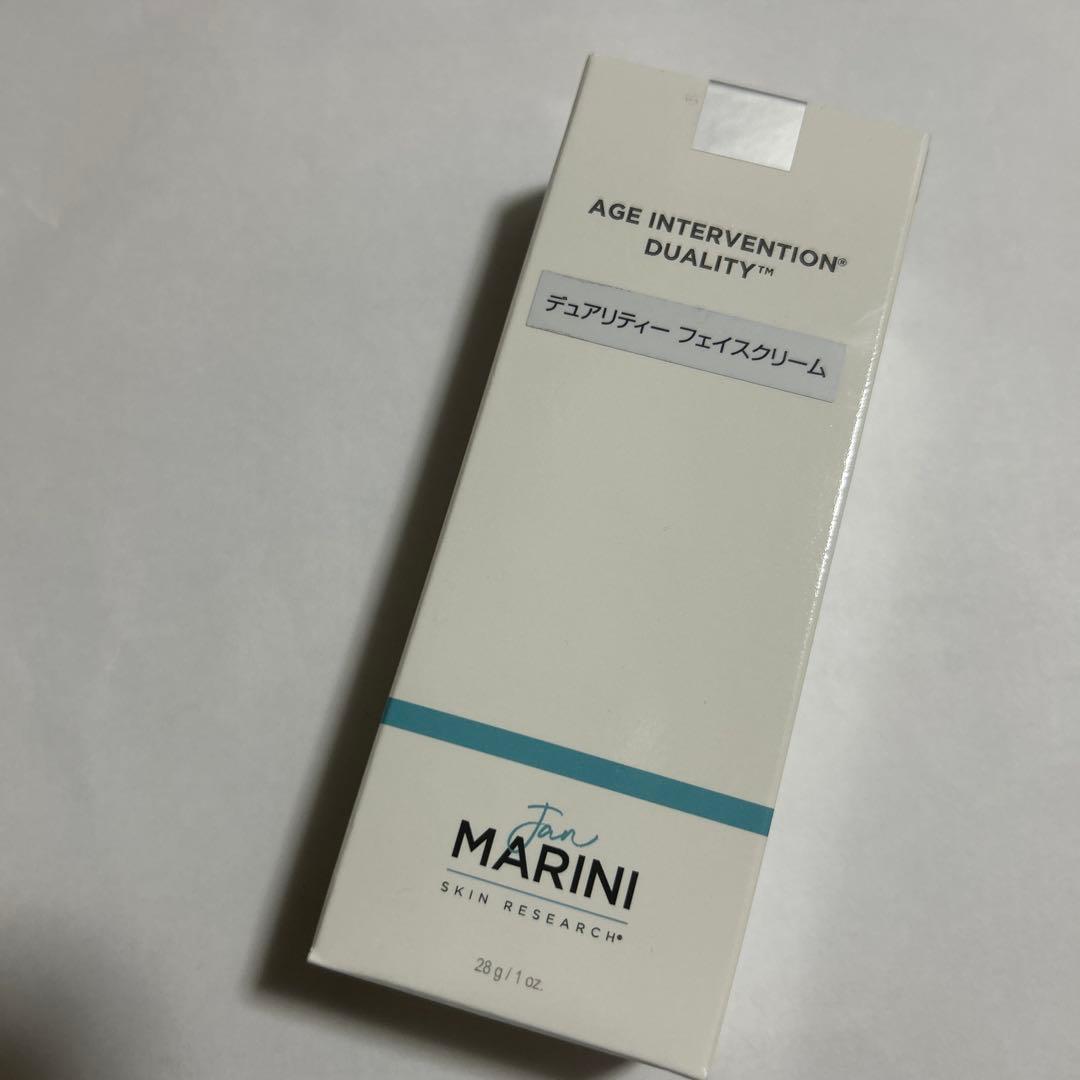 AGE INTERVENTION®
DUALITY™
デュアリティー フェイスクリーム
Jan
MARINI
SKIN RESEARCH®
28 g / 1 oz.